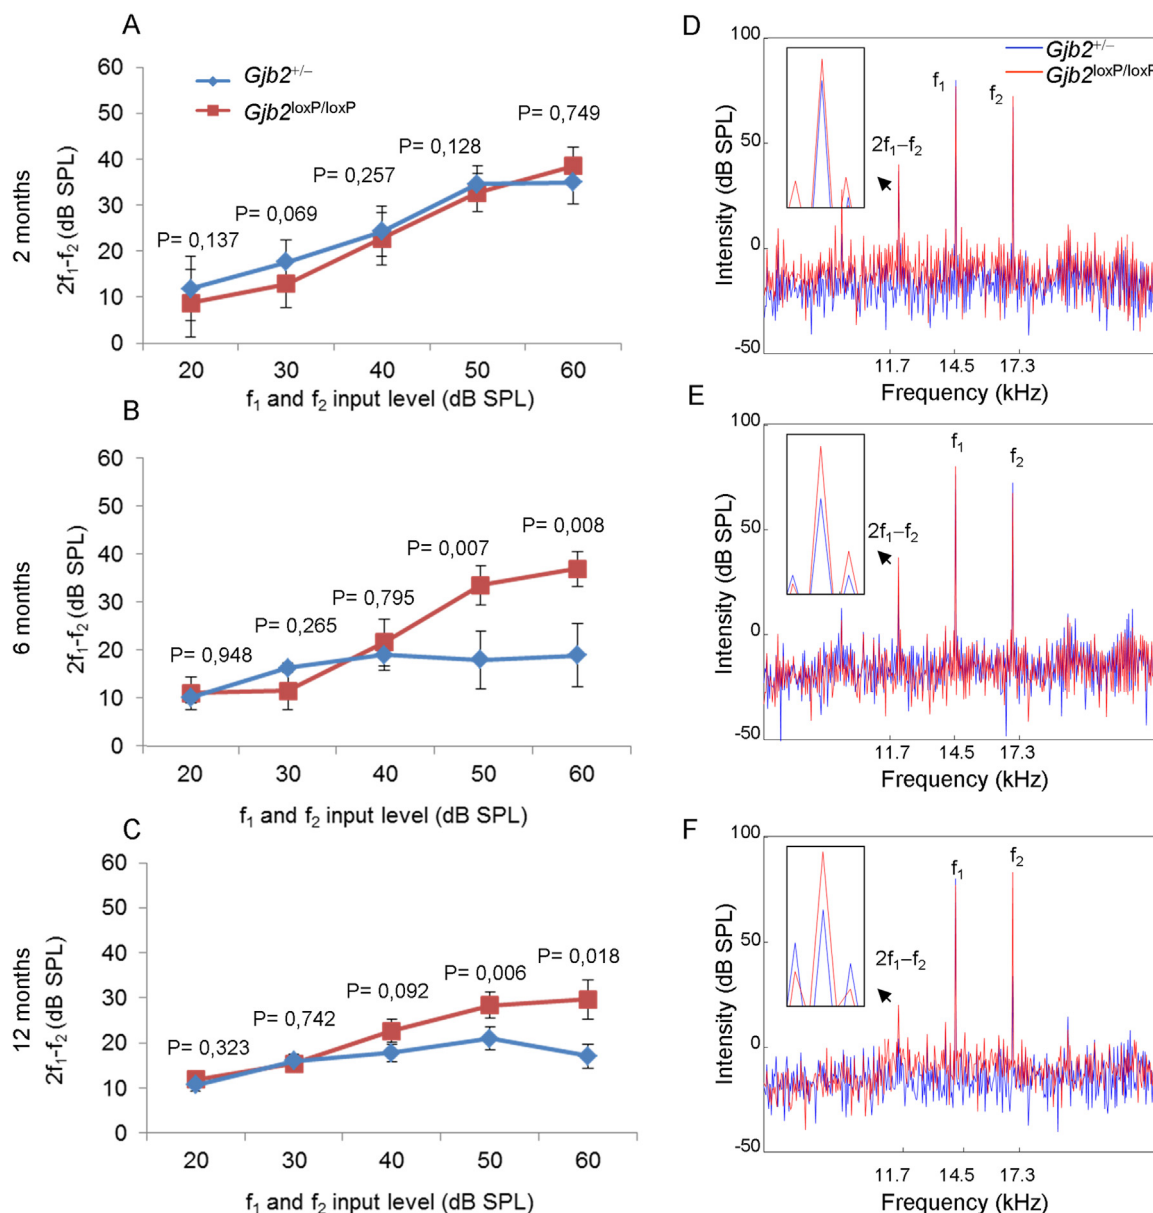 A
2 months
2f₁-f₂ (dB SPL)
60
50
40
30
20
10
0
Gjb2⁺/⁻
Gjb2loxP/loxP
P= 0,137
P= 0,069
P= 0,257
P= 0,128
P= 0,749
20 30 40 50 60
f₁ and f₂ input level (dB SPL)
D
Intensity (dB SPL)
100
50
0
-50
Gjb2⁺/⁻
Gjb2loxP/loxP
2f₁–f₂
f₁
f₂
11.7 14.5 17.3
Frequency (kHz)
B
6 months
2f₁-f₂ (dB SPL)
60
50
40
30
20
10
0
P= 0,948
P= 0,265
P= 0,795
P= 0,007
P= 0,008
20 30 40 50 60
f₁ and f₂ input level (dB SPL)
E
Intensity (dB SPL)
100
50
0
-50
2f₁–f₂
f₁
f₂
11.7 14.5 17.3
Frequency (kHz)
C
12 months
2f₁-f₂ (dB SPL)
60
50
40
30
20
10
0
P= 0,323
P= 0,742
P= 0,092
P= 0,006
P= 0,018
20 30 40 50 60
f₁ and f₂ input level (dB SPL)
F
Intensity (dB SPL)
100
50
0
-50
2f₁–f₂
f₁
f₂
11.7 14.5 17.3
Frequency (kHz)